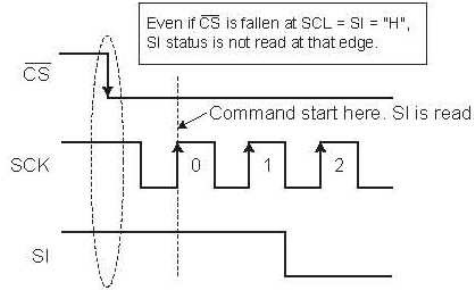 Even if CS is fallen at SCL = SI = "H",
SI status is not read at that edge.
CS
Command start here. SI is read
SCK
0 1 2
SI